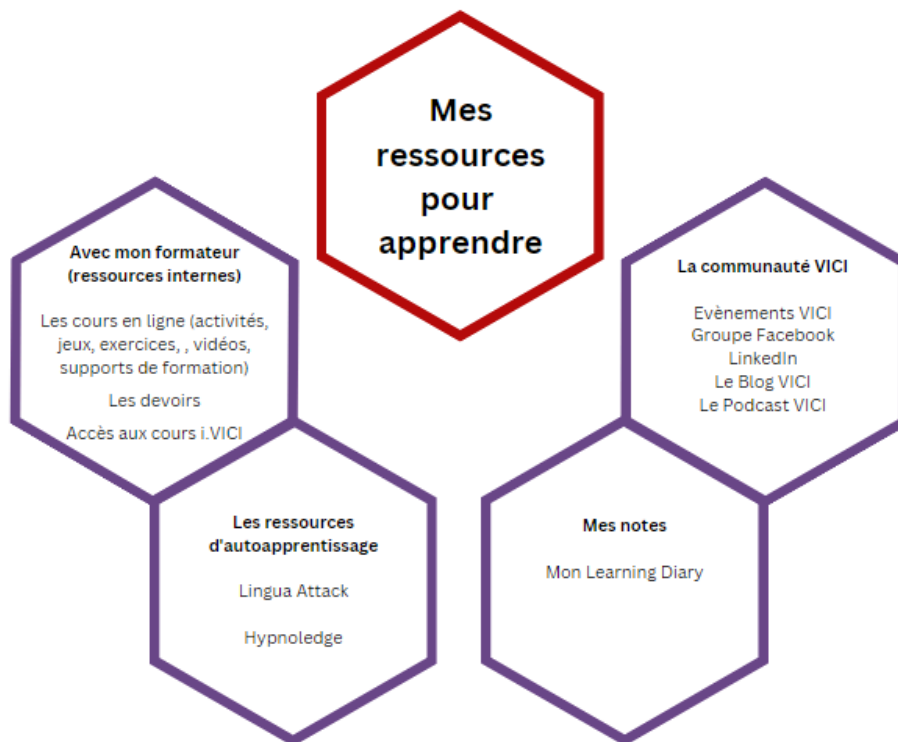 Mes
ressources
pour
apprendre
Avec mon formateur
(ressources internes)
Les cours en ligne (activités,
jeux, exercices, , vidéos,
supports de formation)
Les devoirs
Accès aux cours i.VICI
La communauté VICI
Evènements VICI
Groupe Facebook
LinkedIn
Le Blog VICI
Le Podcast VICI
Les ressources
d'autoapprentissage
Lingua Attack
Hypnoledge
Mes notes
Mon Learning Diary